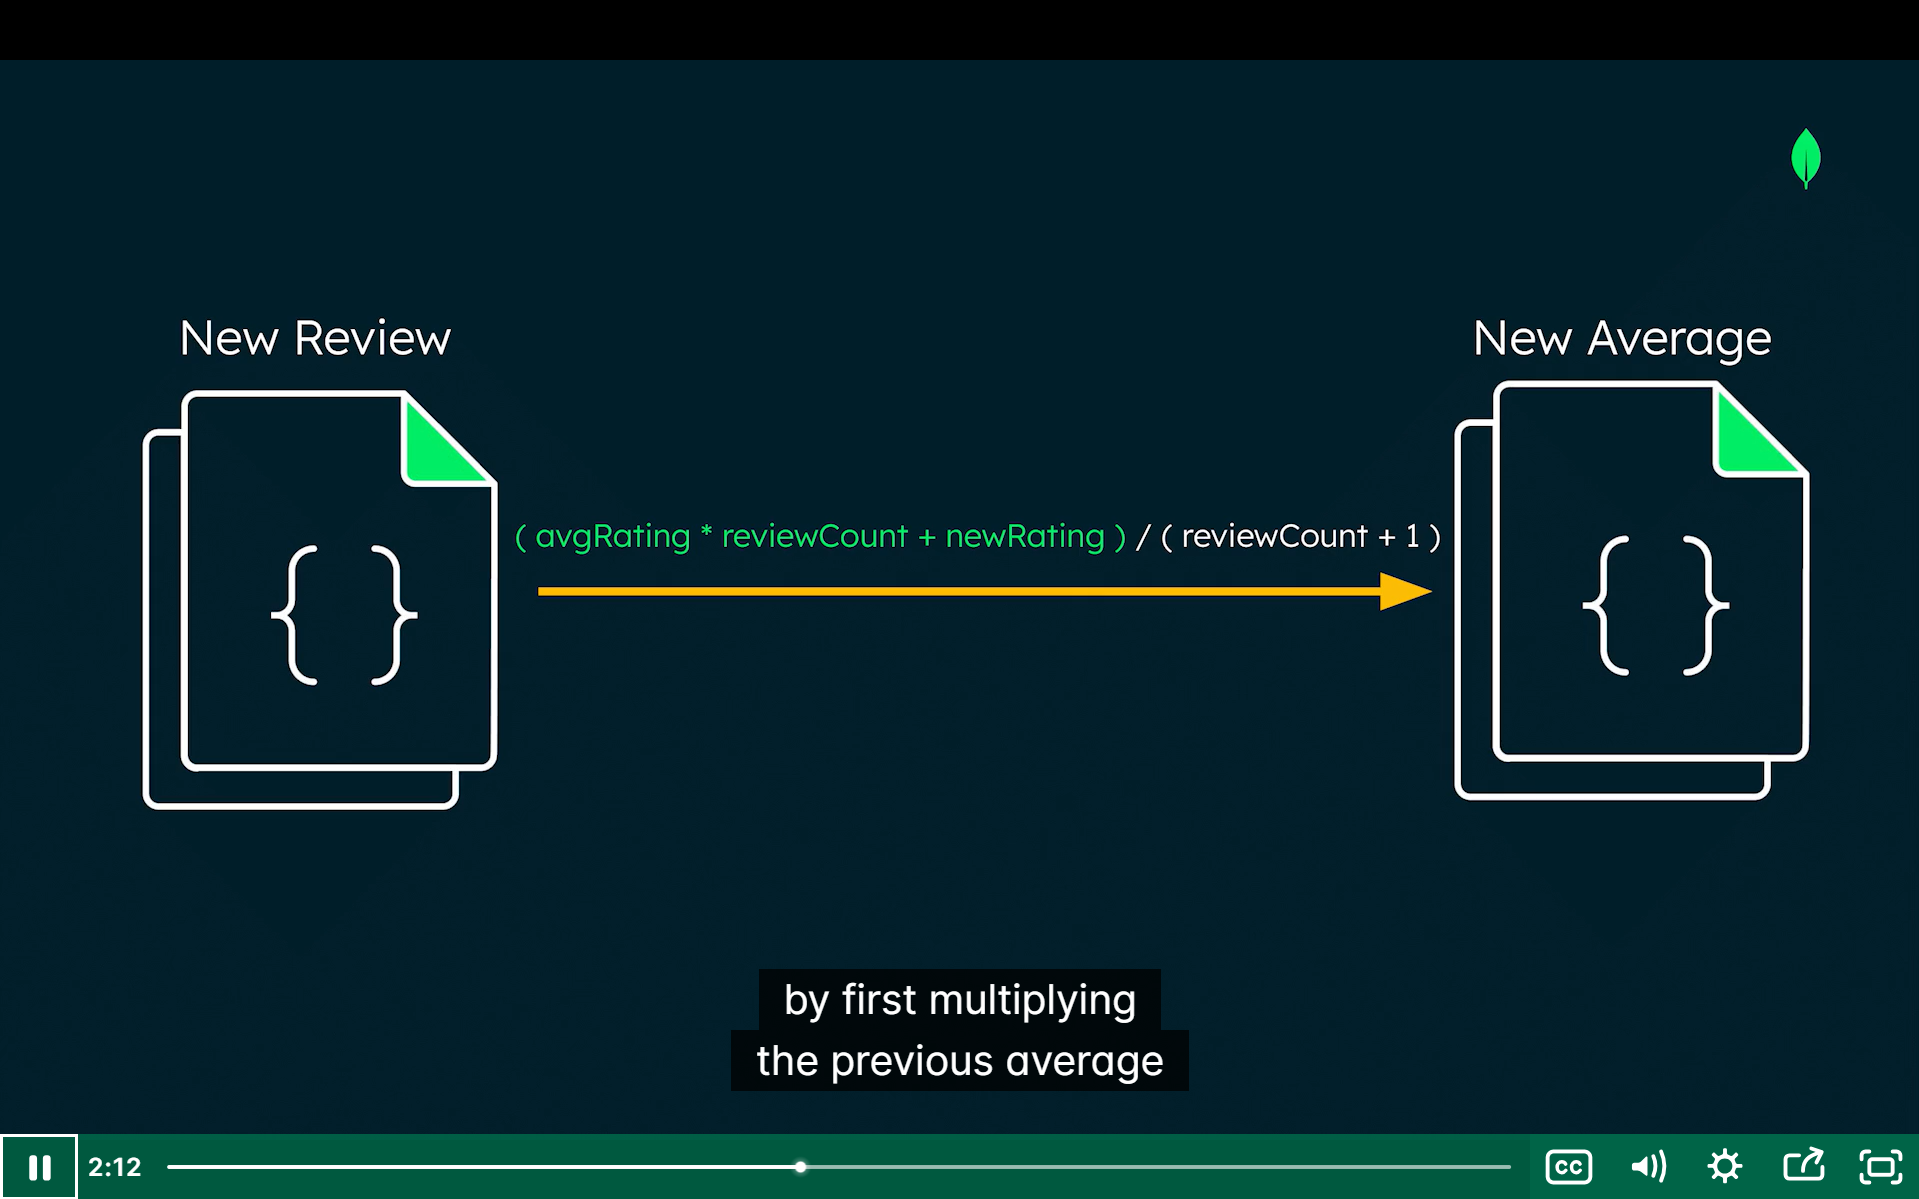 New Review
New Average
( avgRating * reviewCount + newRating ) / ( reviewCount + 1 )
{ }
{ }
by first multiplying
the previous average
2:12
CC